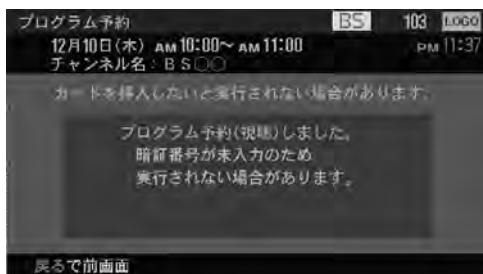 プログラム予約 BS 103 LOGO
12月10日(木) AM 10:00～ AM 11:00 PM 11:37
チャンネル名：BS○○
カードを挿入しないと実行されない場合があります。
プログラム予約(視聴)しました。
暗証番号が未入力のため
実行されない場合があります。
戻るで前画面